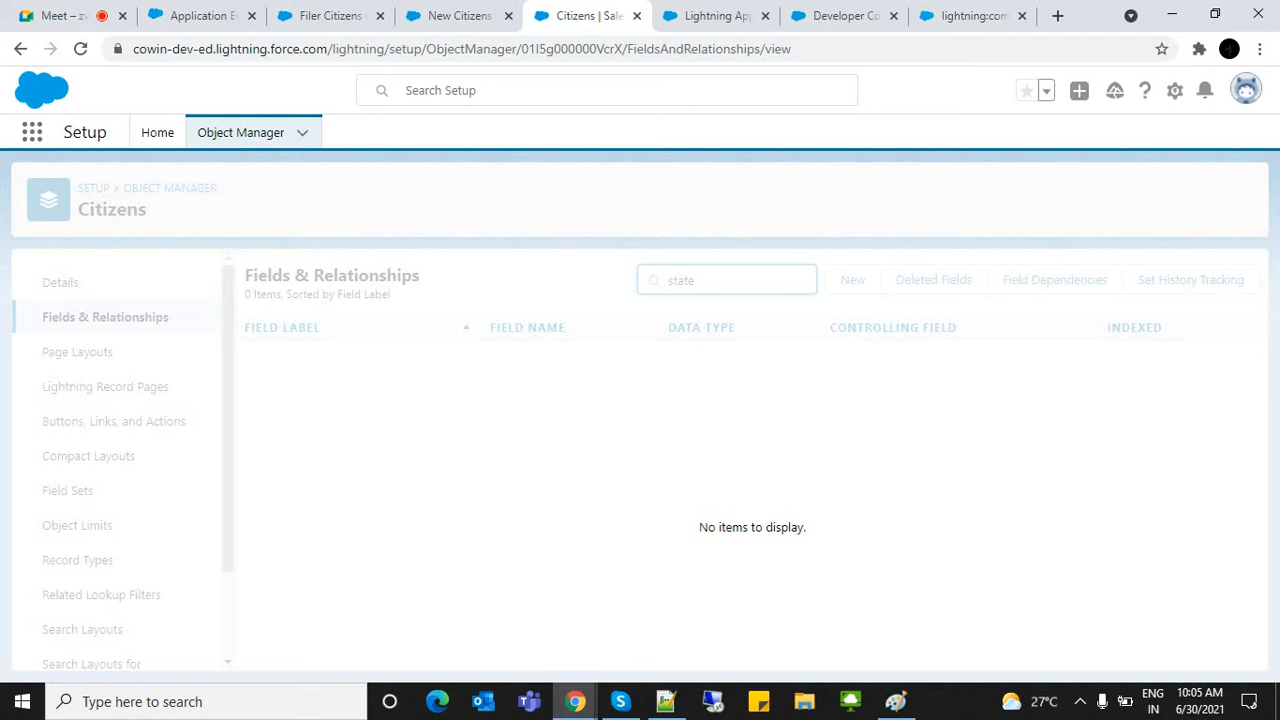 Meet – zv
Application E
Filer Citizens
New Citizens
Citizens | Sale
Lightning Ap
Developer Co
lightning:com
cowin-dev-ed.lightning.force.com/lightning/setup/ObjectManager/01I5g000000VcrX/FieldsAndRelationships/view
Search Setup
Setup
Home
Object Manager
SETUP > OBJECT MANAGER
Citizens
Details
Fields & Relationships
Page Layouts
Lightning Record Pages
Buttons, Links, and Actions
Compact Layouts
Field Sets
Object Limits
Record Types
Related Lookup Filters
Search Layouts
Search Layouts for
Fields & Relationships
0 Items, Sorted by Field Label
state
New
Deleted Fields
Field Dependencies
Set History Tracking
FIELD LABEL
FIELD NAME
DATA TYPE
CONTROLLING FIELD
INDEXED
No items to display.
Type here to search
27°C
ENG
IN
10:05 AM
6/30/2021